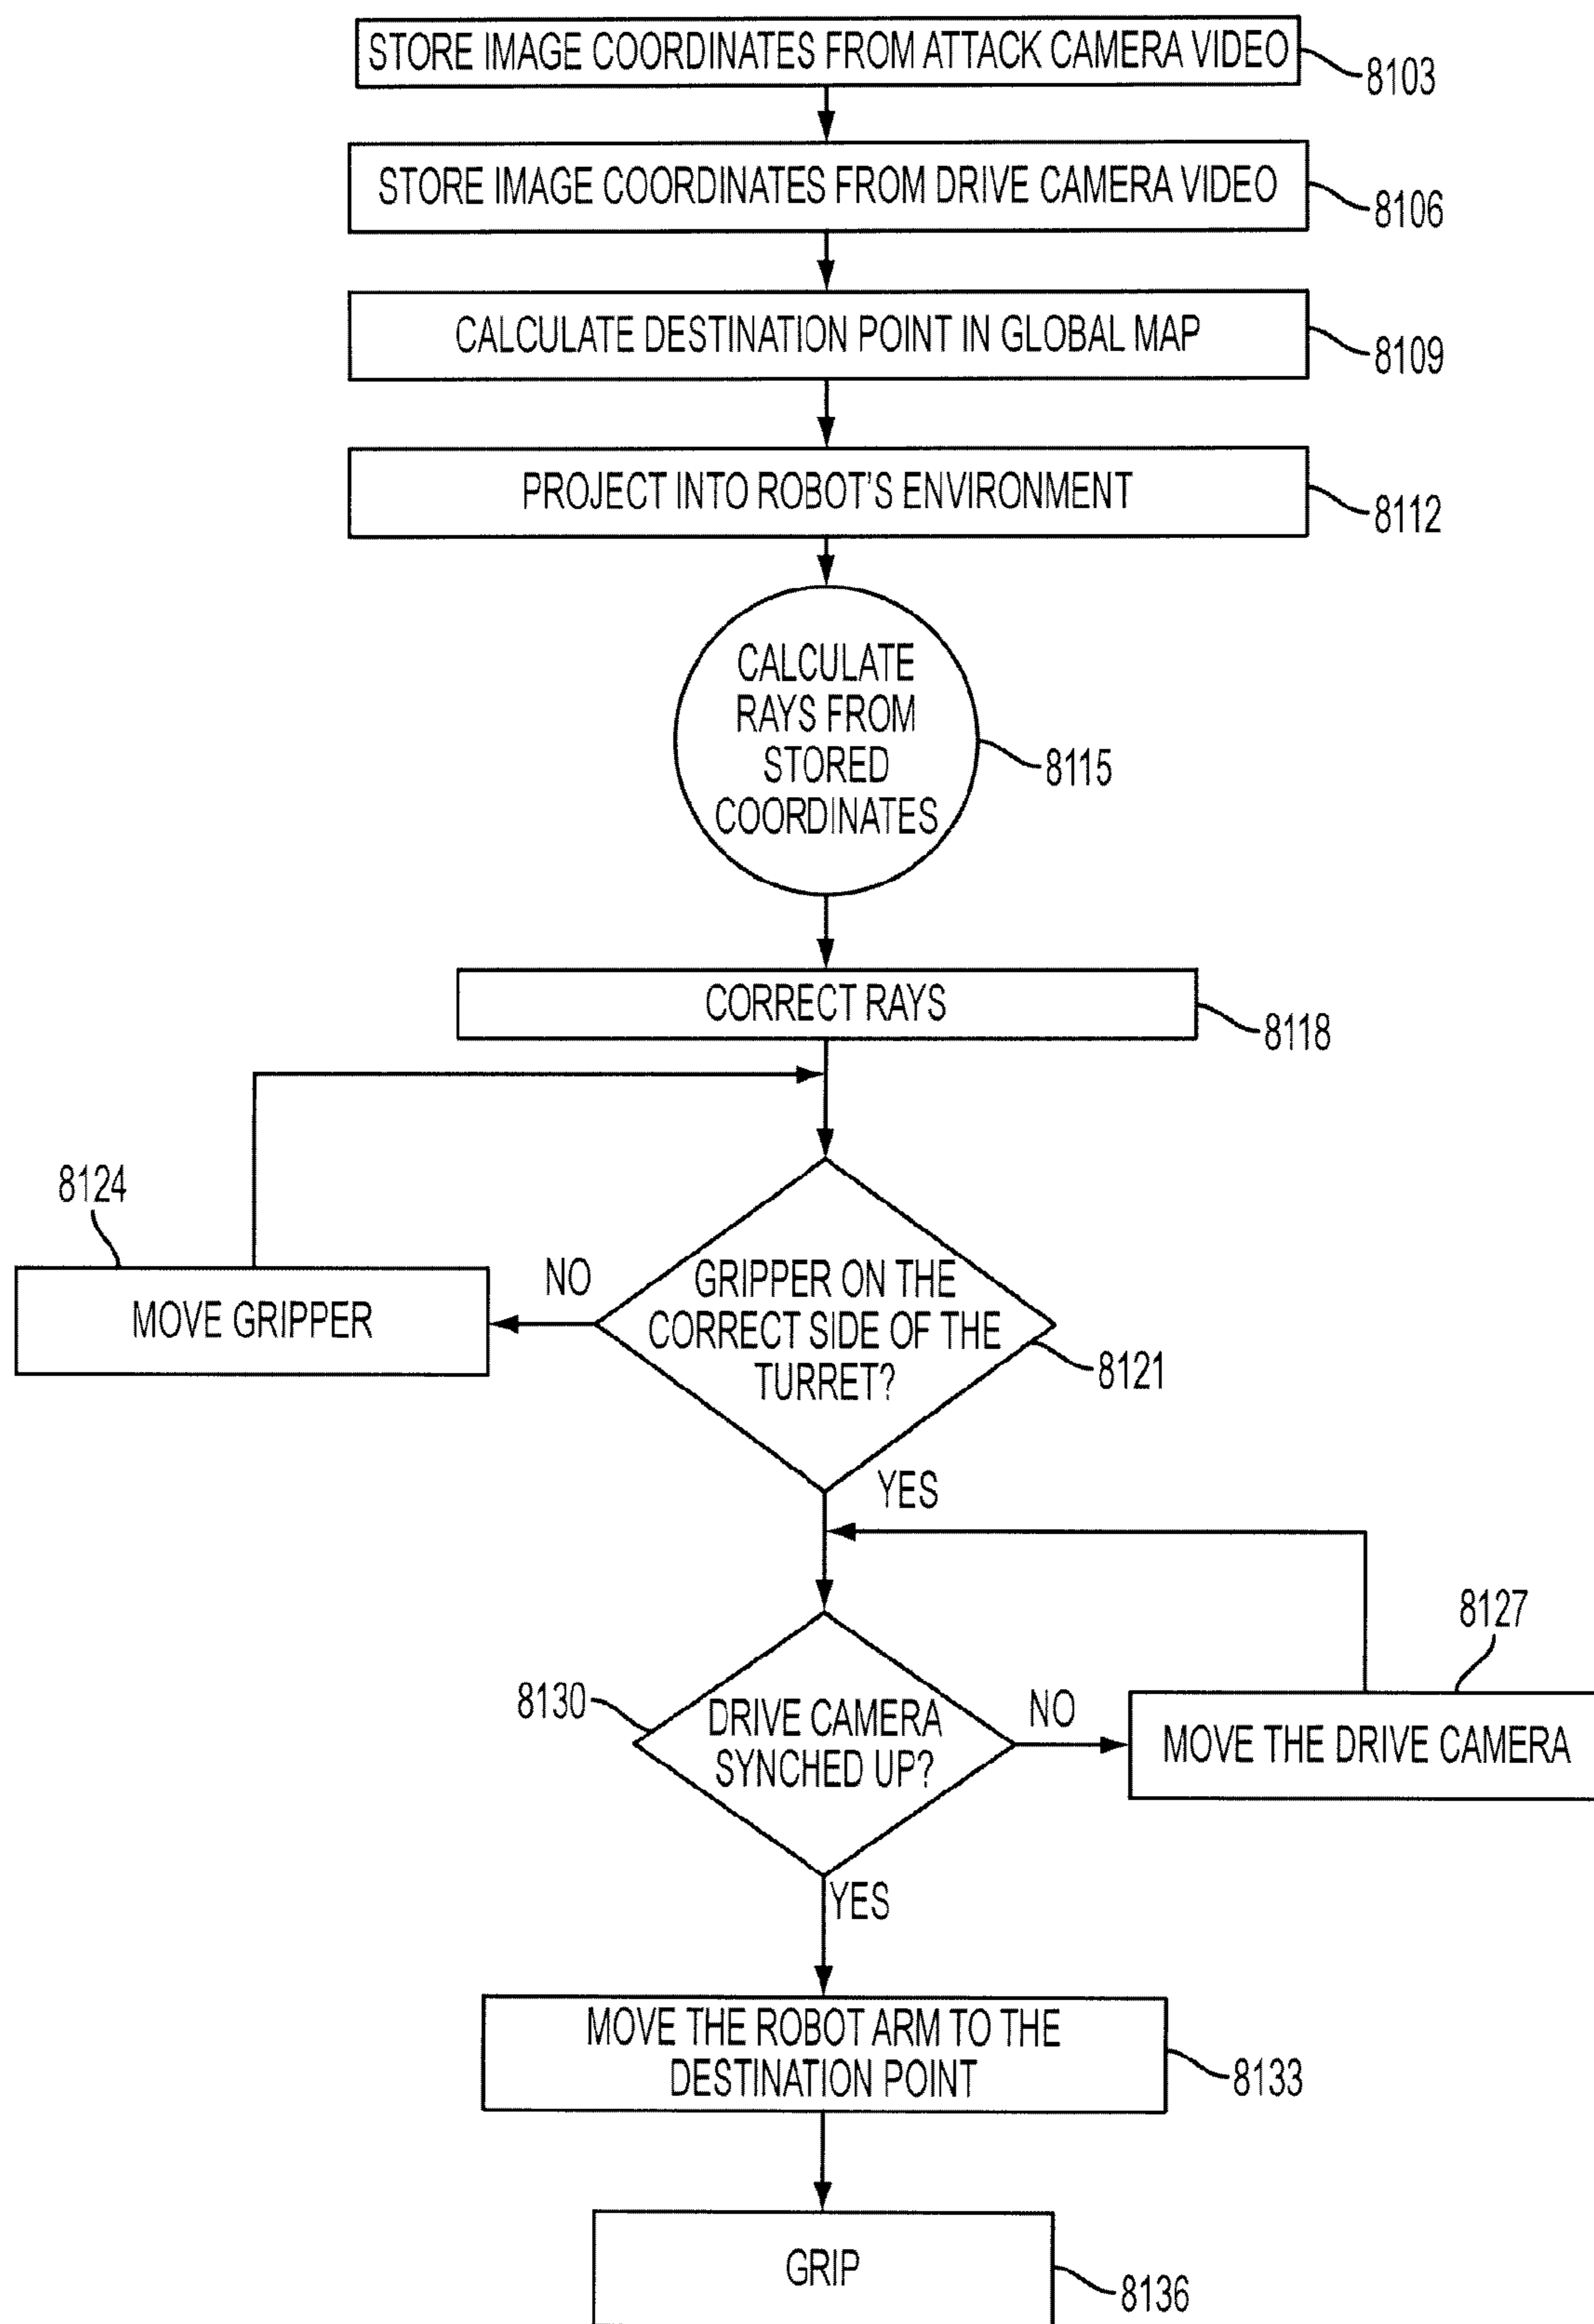 STORE IMAGE COORDINATES FROM ATTACK CAMERA VIDEO
8103
STORE IMAGE COORDINATES FROM DRIVE CAMERA VIDEO
8106
CALCULATE DESTINATION POINT IN GLOBAL MAP
8109
PROJECT INTO ROBOT'S ENVIRONMENT
8112
CALCULATE
RAYS FROM
STORED
COORDINATES
8115
CORRECT RAYS
8118
8124
MOVE GRIPPER
NO
GRIPPER ON THE
CORRECT SIDE OF THE
TURRET?
8121
YES
8130
DRIVE CAMERA
SYNCHED UP?
NO
8127
MOVE THE DRIVE CAMERA
YES
MOVE THE ROBOT ARM TO THE
DESTINATION POINT
8133
GRIP
8136